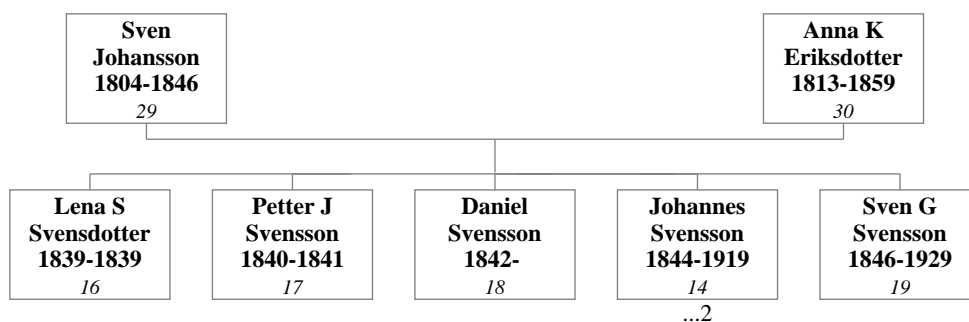 Sven
Johansson
1804-1846
29
Anna K
Eriksdotter
1813-1859
30
Lena S
Svensdotter
1839-1839
16
Petter J
Svensson
1840-1841
17
Daniel
Svensson
1842-
18
Johannes
Svensson
1844-1919
14
...2
Sven G
Svensson
1846-1929
19